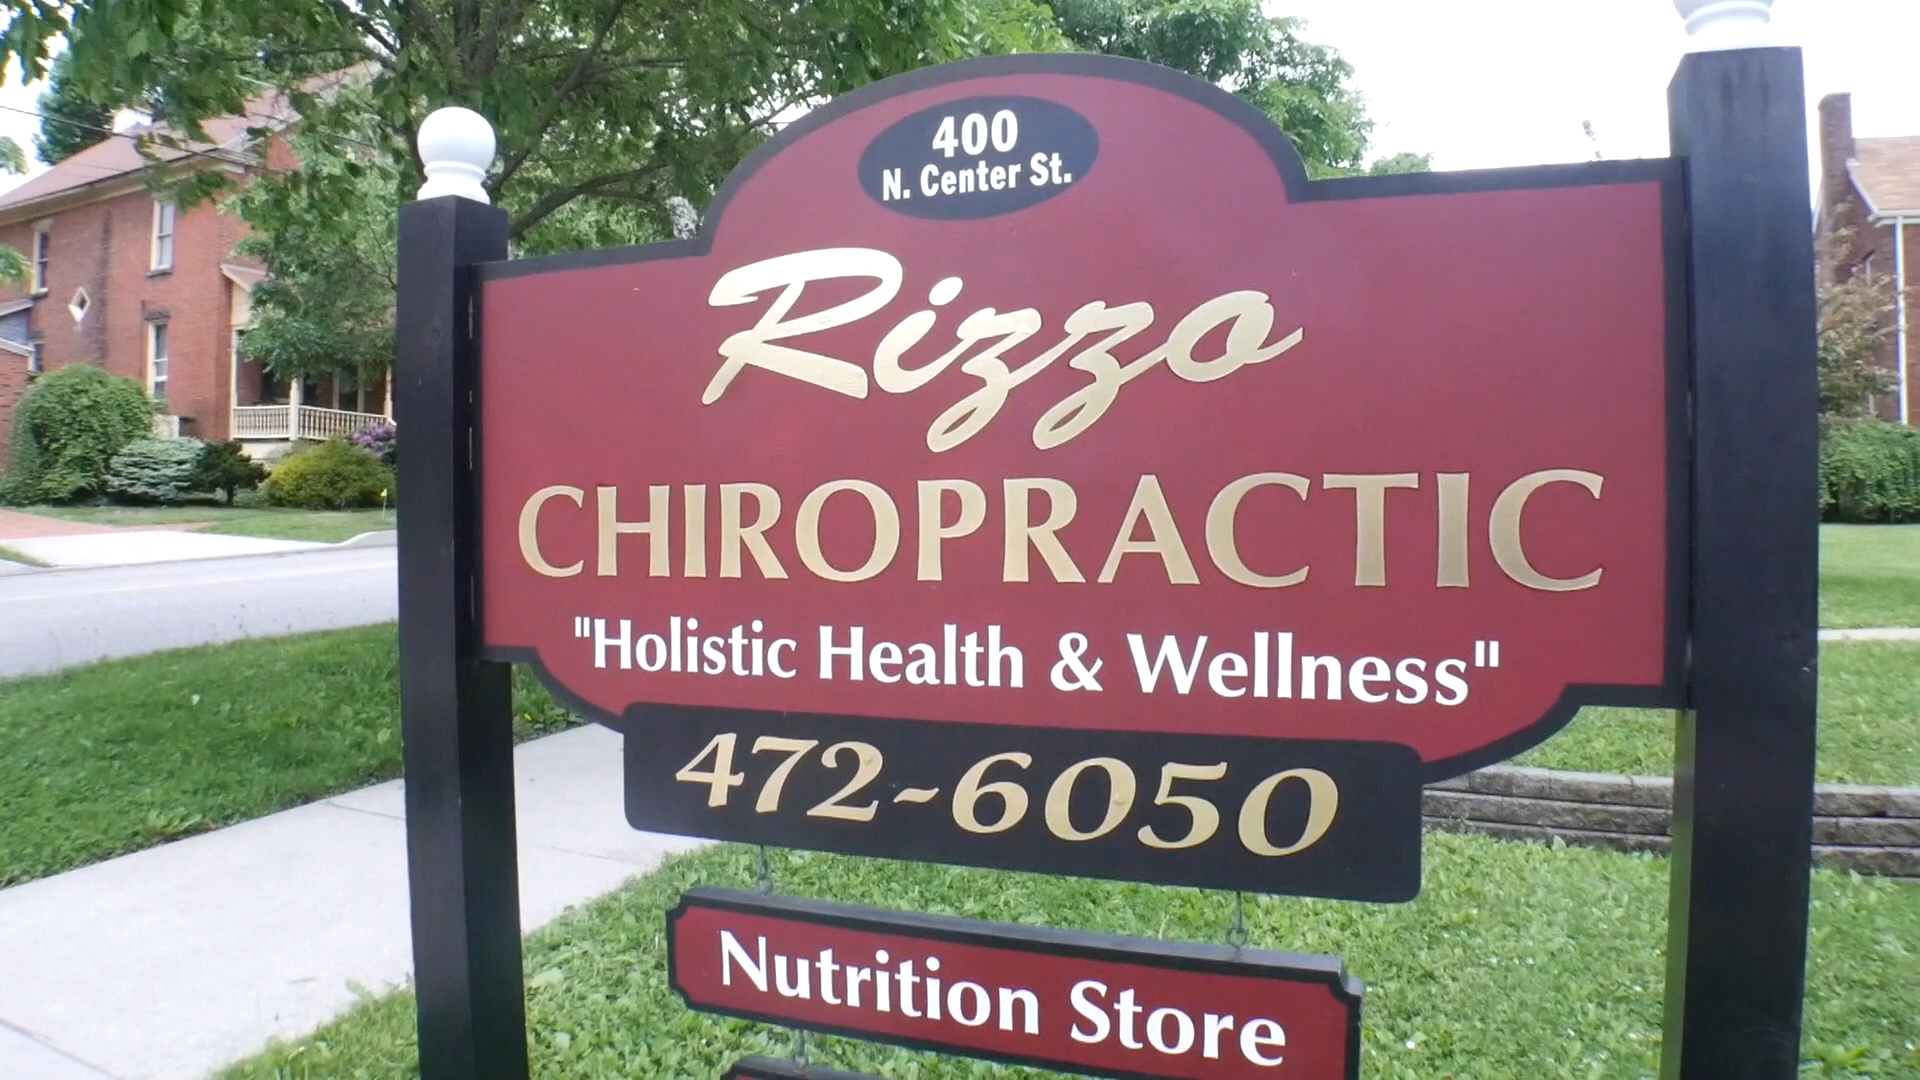 400
N. Center St.
Rizzo
CHIROPRACTIC
"Holistic Health & Wellness"
472-6050
Nutrition Store